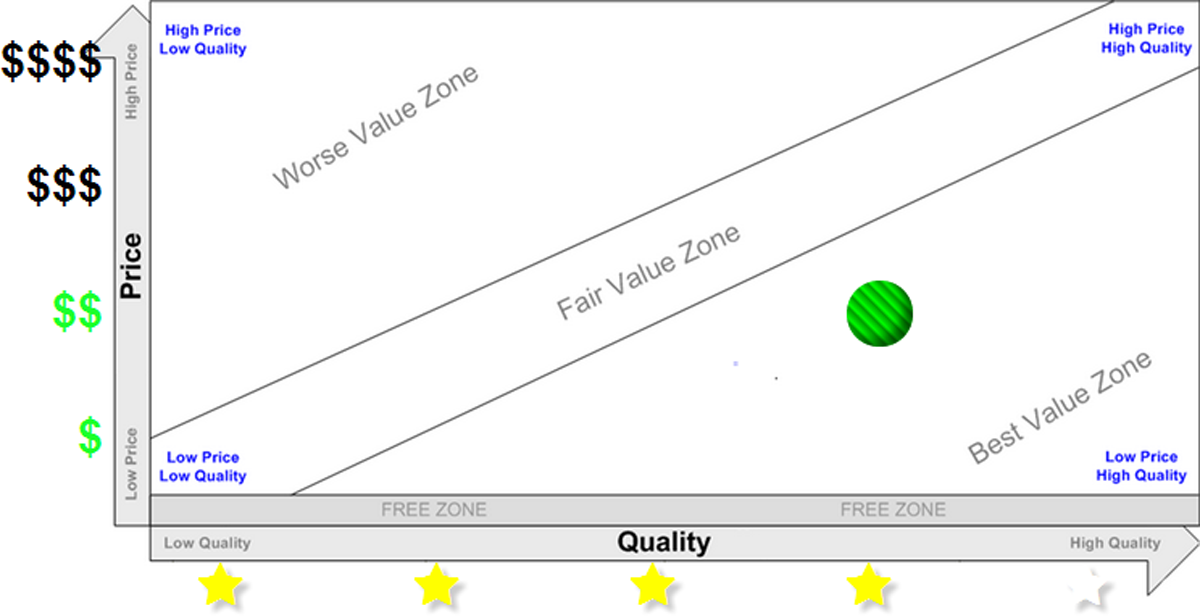 High Price
Low Quality
High Price
High Quality
$$$$
High Price
Worse Value Zone
$$$
Price
Fair Value Zone
$$
Best Value Zone
$
Low Price
Low Price
Low Quality
Low Price
High Quality
FREE ZONE
FREE ZONE
Low Quality
Quality
High Quality